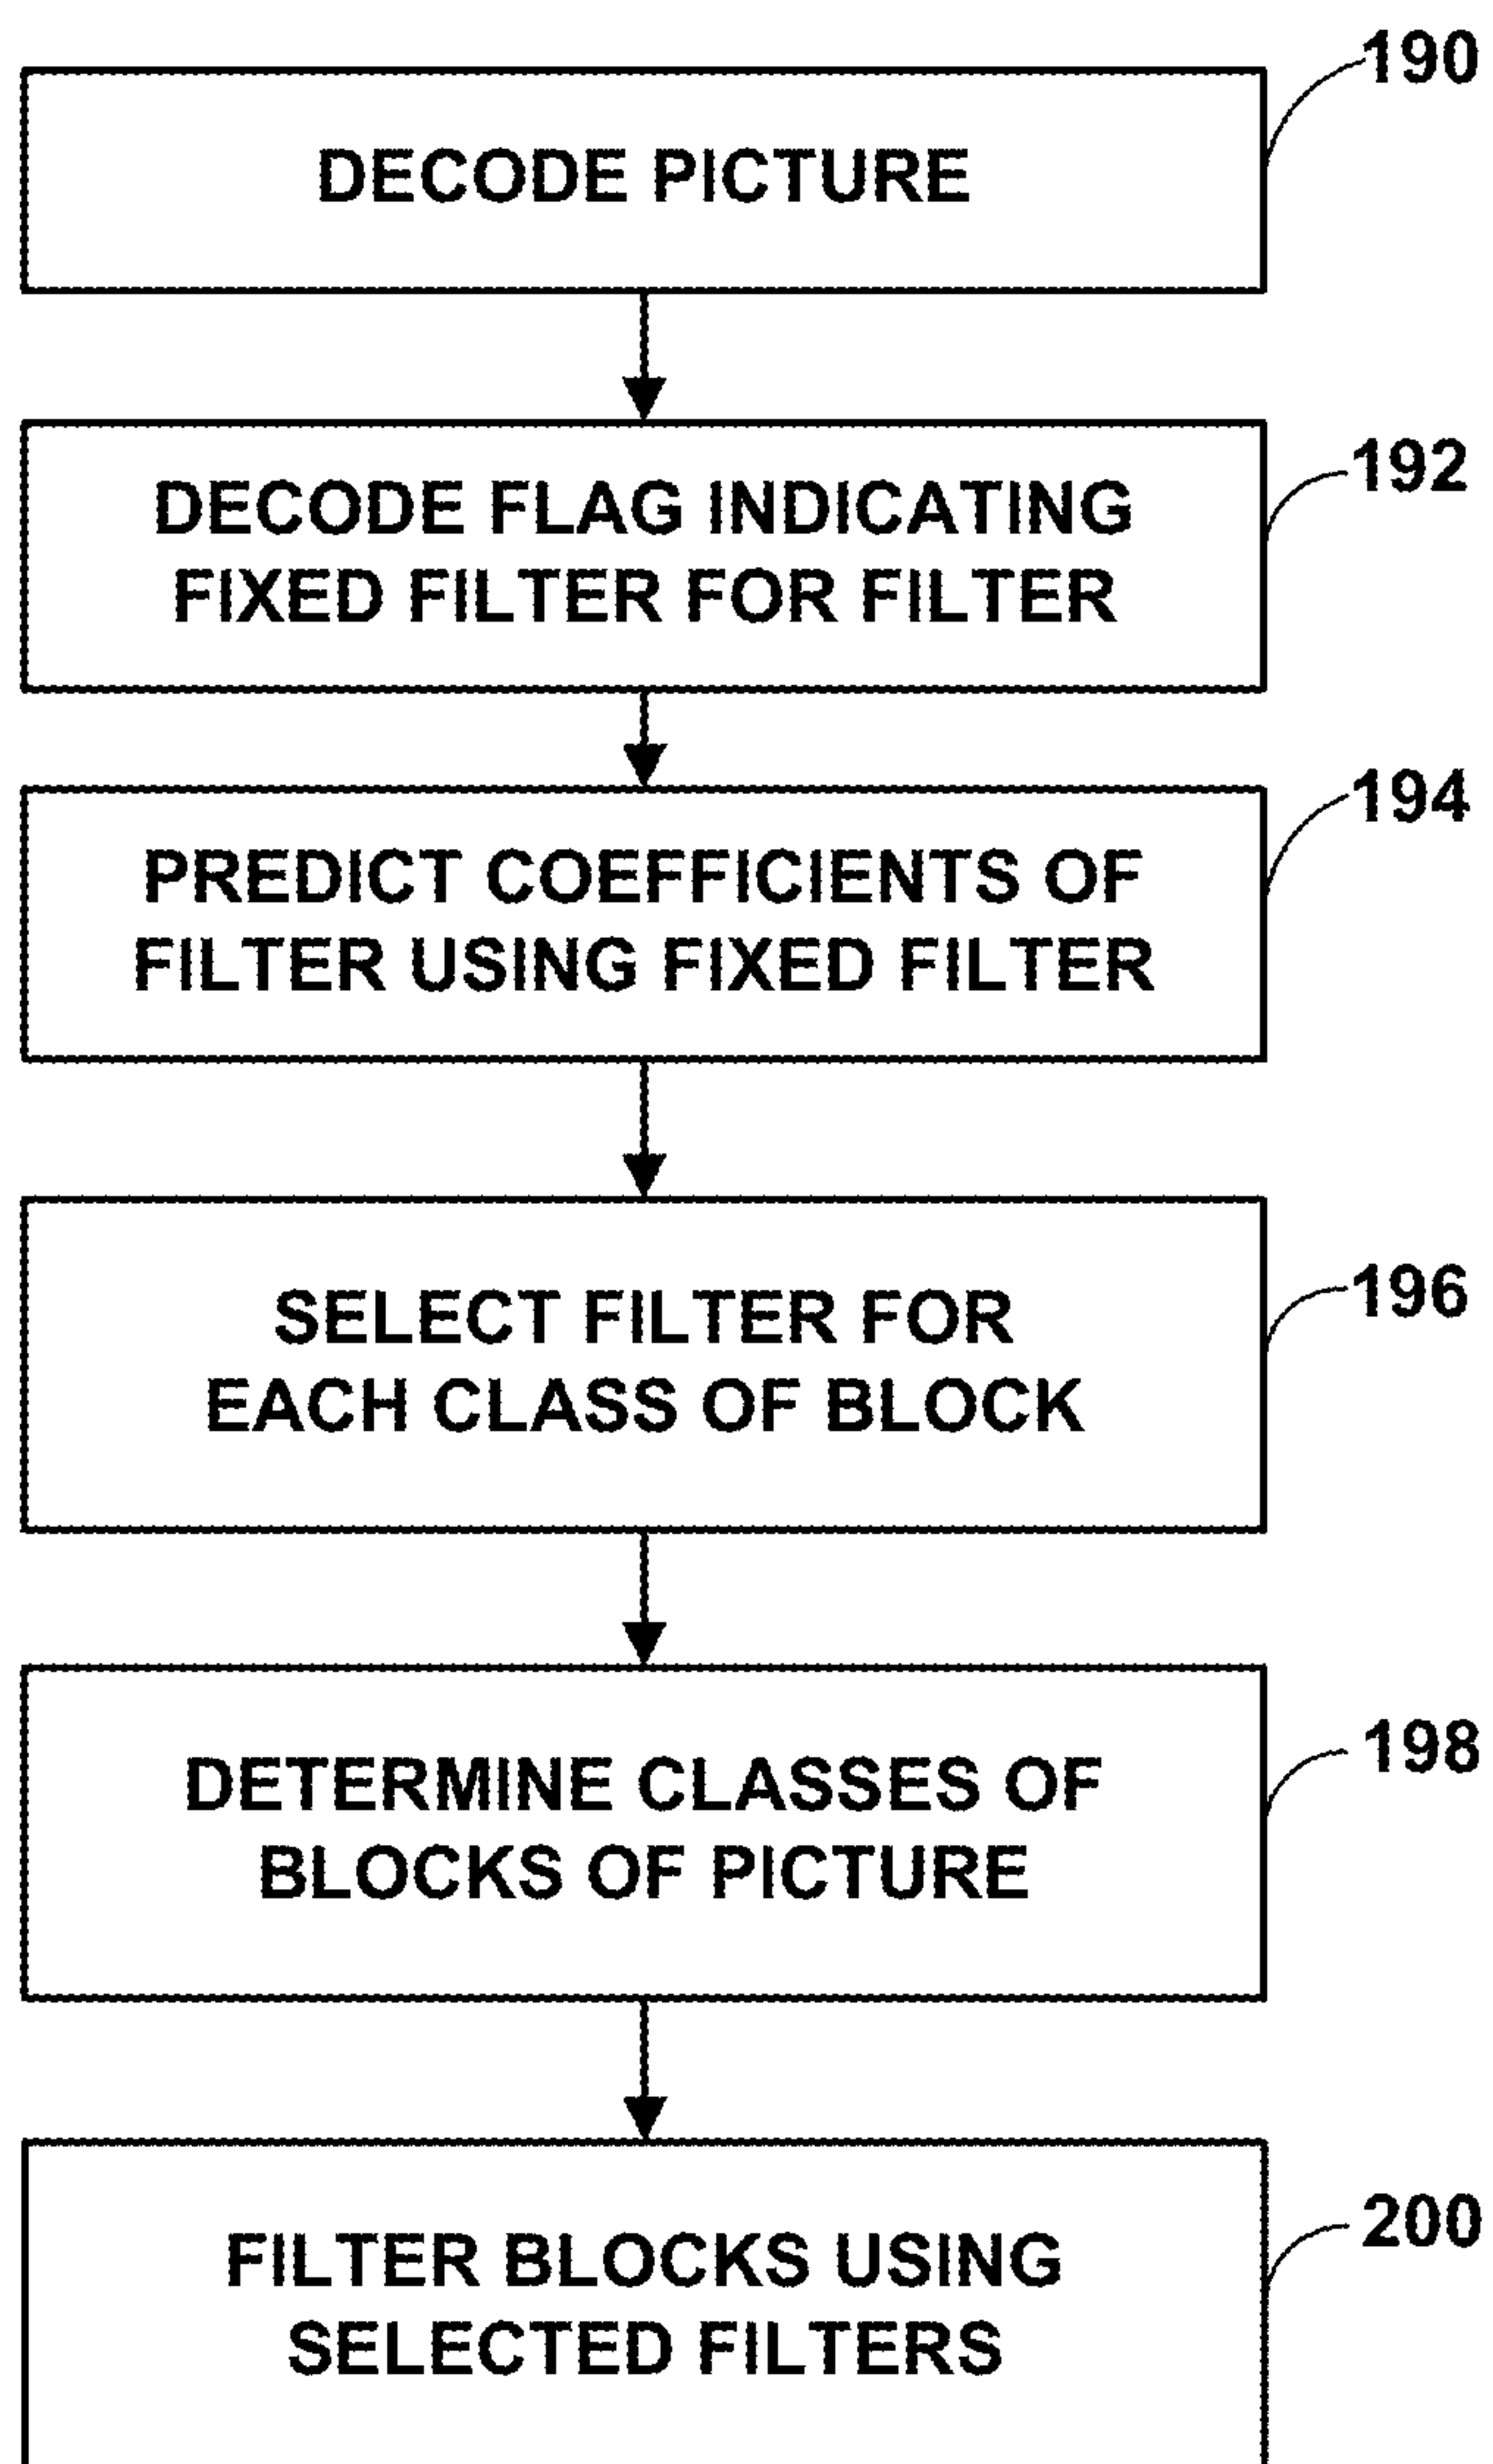 190
DECODE PICTURE
192
DECODE FLAG INDICATING
FIXED FILTER FOR FILTER
194
PREDICT COEFFICIENTS OF
FILTER USING FIXED FILTER
196
SELECT FILTER FOR
EACH CLASS OF BLOCK
198
DETERMINE CLASSES OF
BLOCKS OF PICTURE
200
FILTER BLOCKS USING
SELECTED FILTERS